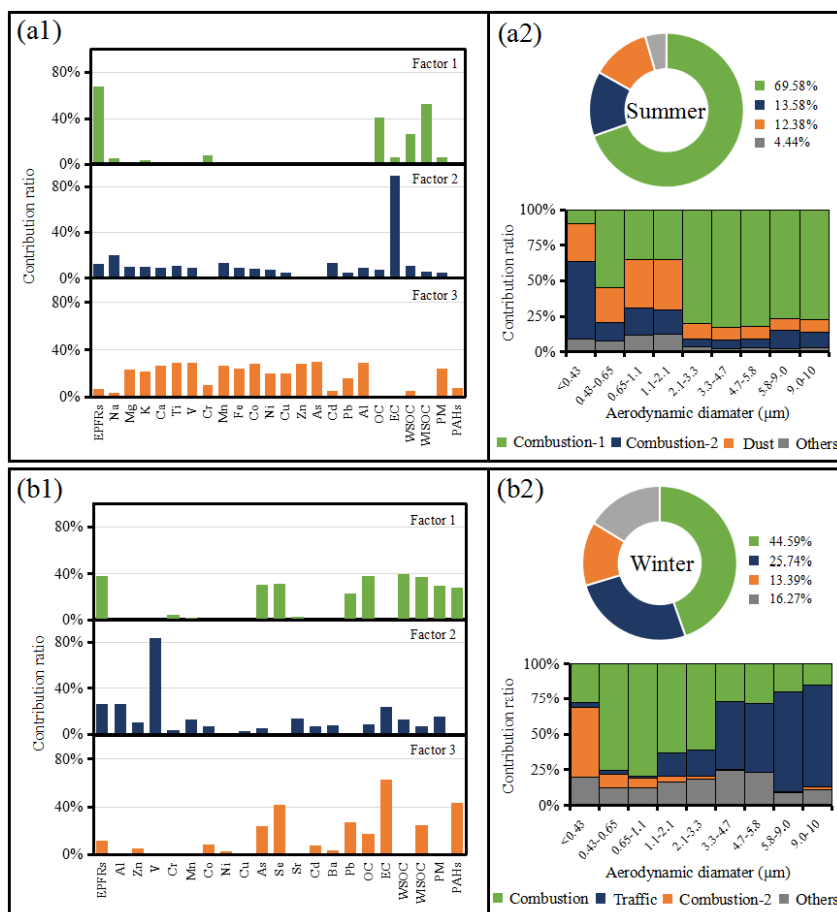 (a1)
Contribution ratio
80%
40%
0%
Factor 1
80%
40%
0%
Factor 2
80%
40%
0%
Factor 3
EPFRs Na Mg K Ca Ti V Cr Mn Fe Co Ni Cu Zn As Cd Pb Al OC EC WSOC WISOC PM PAHs
(a2)
Summer
69.58%
13.58%
12.38%
4.44%
Contribution ratio
100%
75%
50%
25%
0%
<0.43 0.43-0.65 0.65-1.1 1.1-2.1 2.1-3.3 3.3-4.7 4.7-5.8 5.8-9.0 9.0-10
Aerodynamic diamater (μm)
Combustion-1 Combustion-2 Dust Others
(b1)
Contribution ratio
80%
40%
0%
Factor 1
80%
40%
0%
Factor 2
80%
40%
0%
Factor 3
EPFRs Al Zn V Cr Mn Co Ni Cu As Se Sr Cd Ba Pb OC EC WSOC WISOC PM PAHs
(b2)
Winter
44.59%
25.74%
13.39%
16.27%
Contribution ratio
100%
75%
50%
25%
0%
<0.43 0.43-0.65 0.65-1.1 1.1-2.1 2.1-3.3 3.3-4.7 4.7-5.8 5.8-9.0 9.0-10
Aerodynamic diamater (μm)
Combustion Traffic Combustion-2 Others